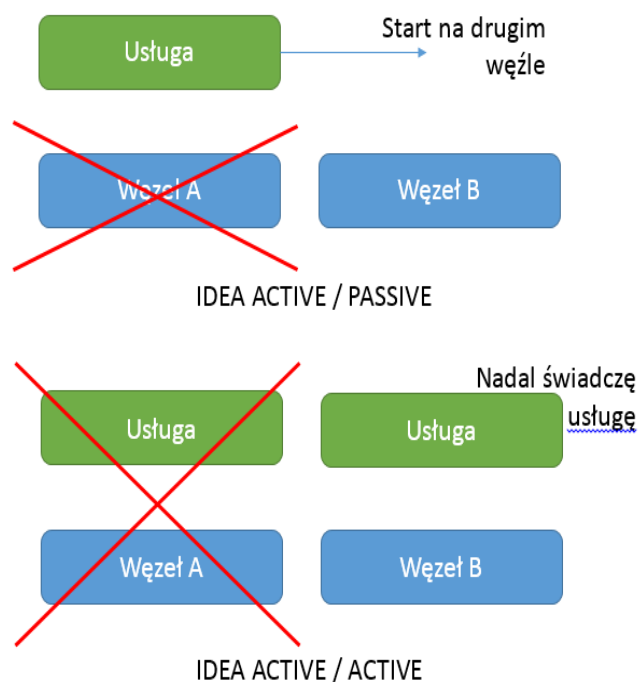 Usługa
Start na drugim
węźle
Węzeł A
Węzeł B
IDEA ACTIVE / PASSIVE
Nadal świadczę
usługę
Usługa
Usługa
Węzeł A
Węzeł B
IDEA ACTIVE / ACTIVE